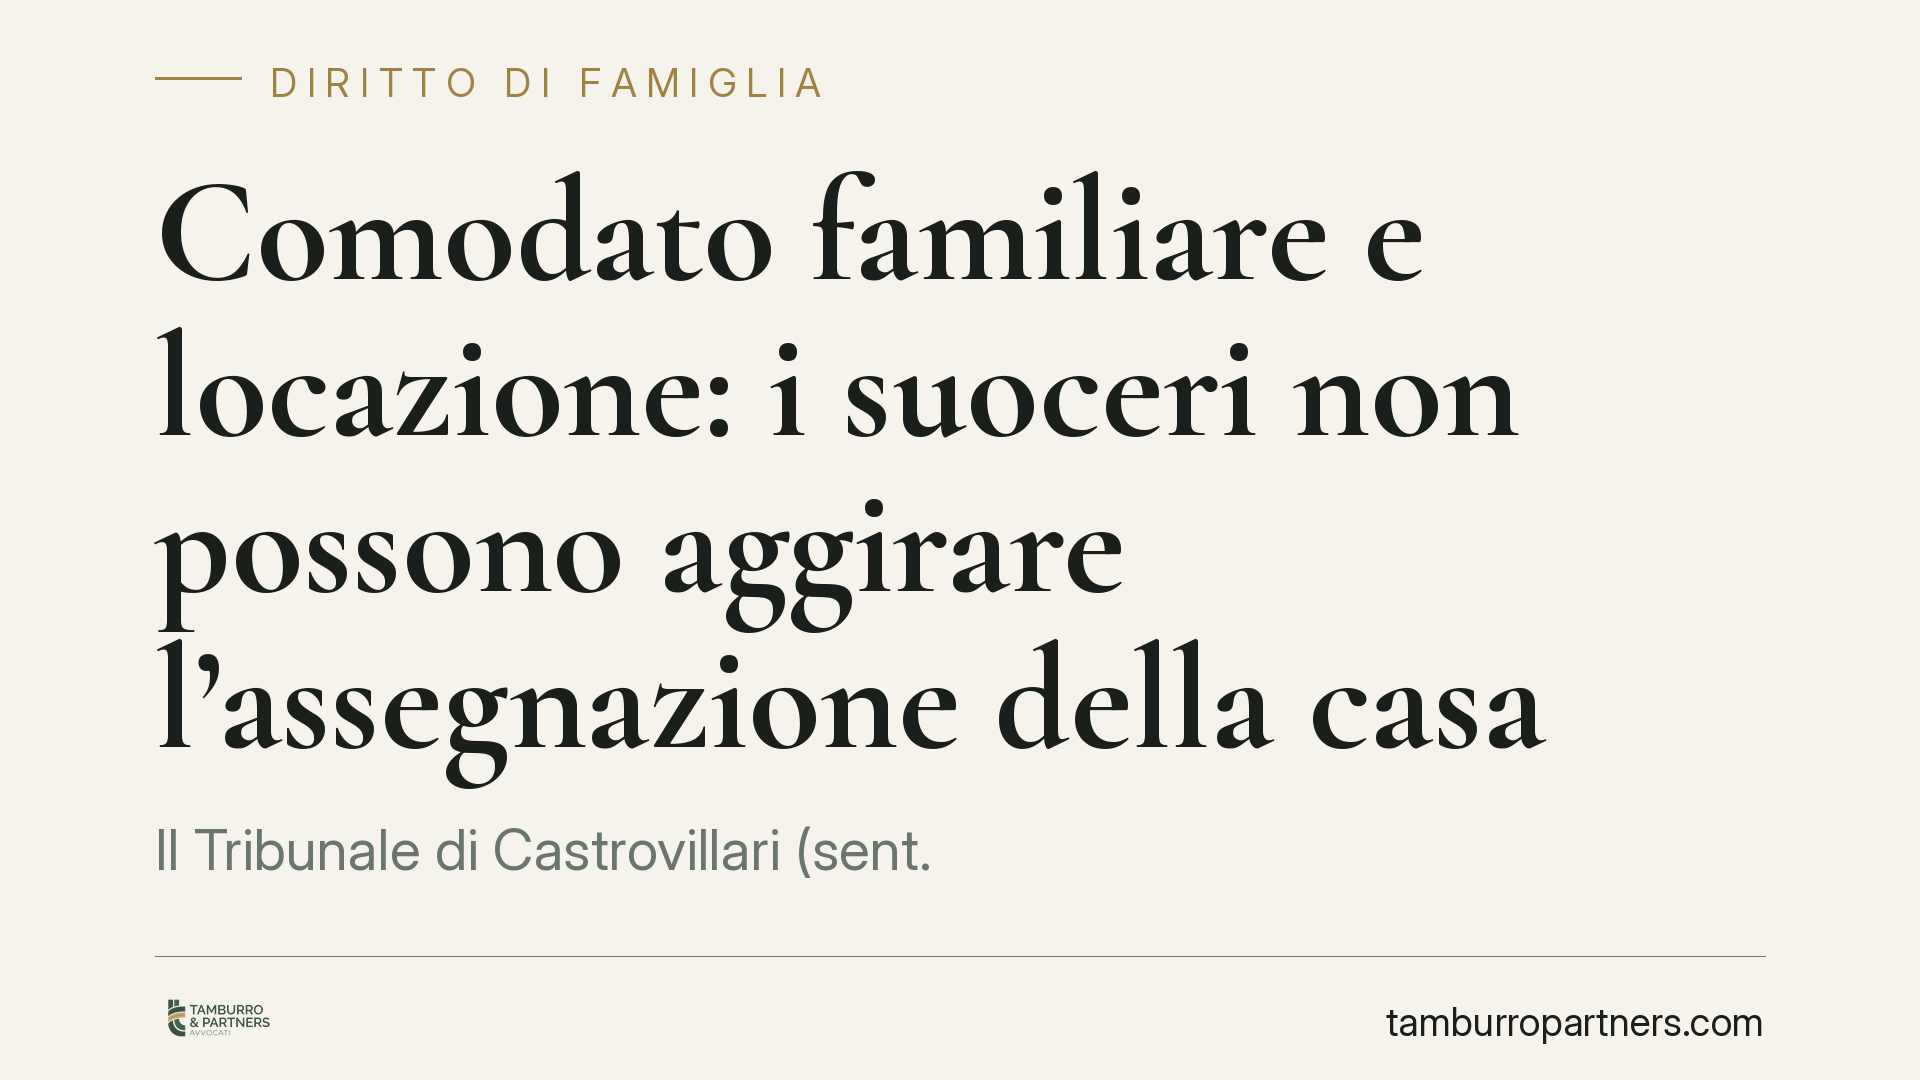 DIRITTO DI FAMIGLIA
Comodato familiare e
locazione: i suoceri non
possono aggirare
l’assegnazione della casa
Il Tribunale di Castrovillari (sent.
TAMBURRO
& PARTNERS
AVVOCATI
tamburropartners.com